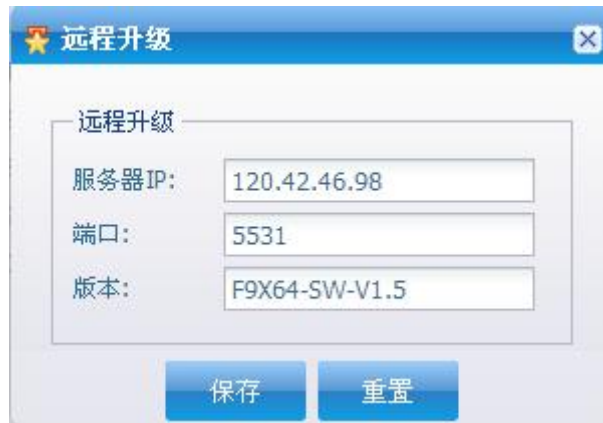 远程升级
远程升级
服务器IP: 120.42.46.98
端口: 5531
版本: F9X64-SW-V1.5
保存 重置